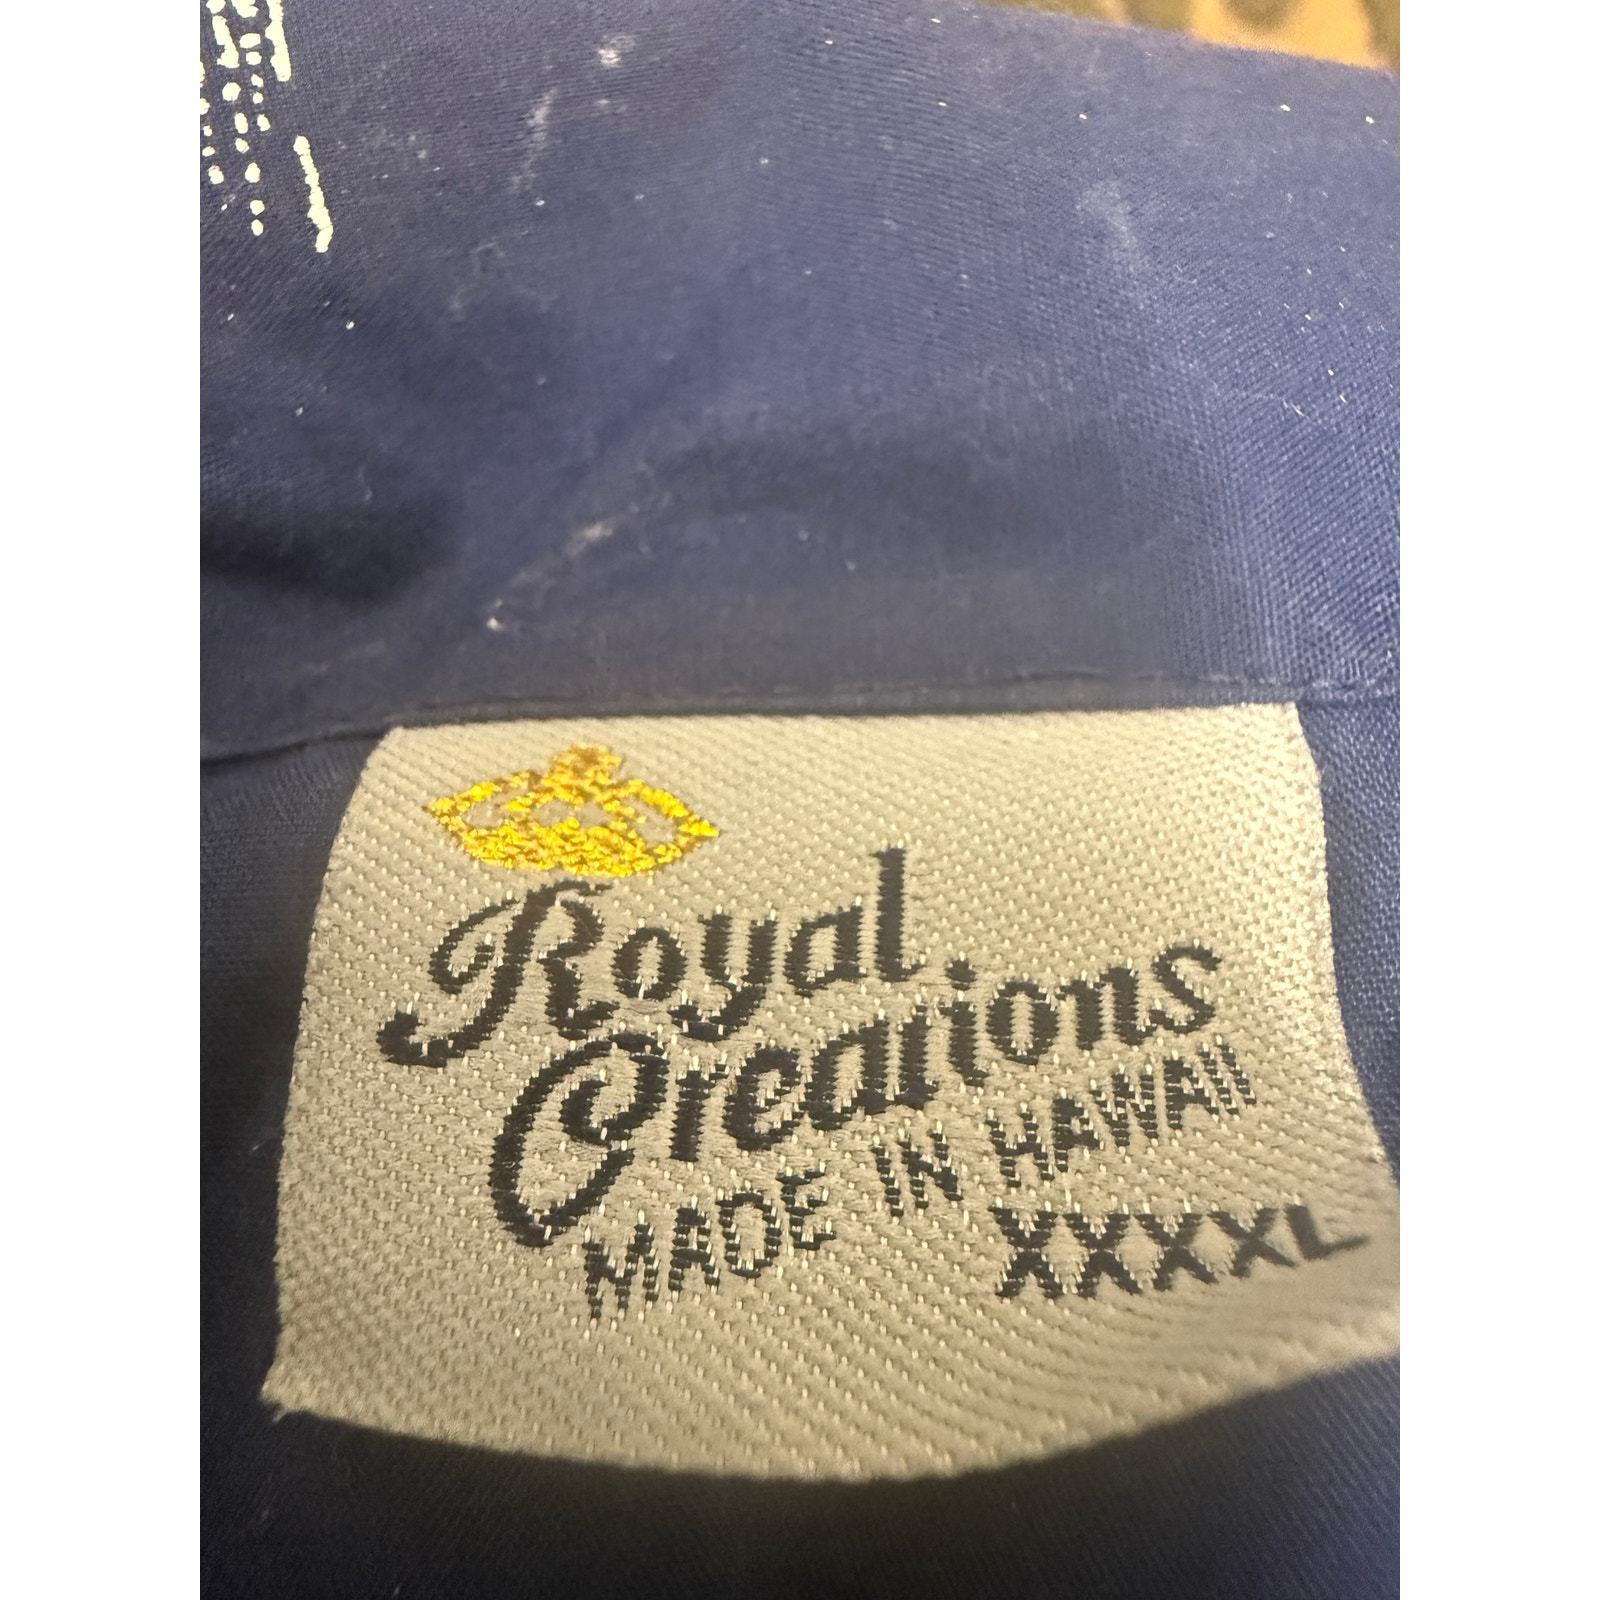 Royal
Creations
MADE IN HAWAII
XXXXL